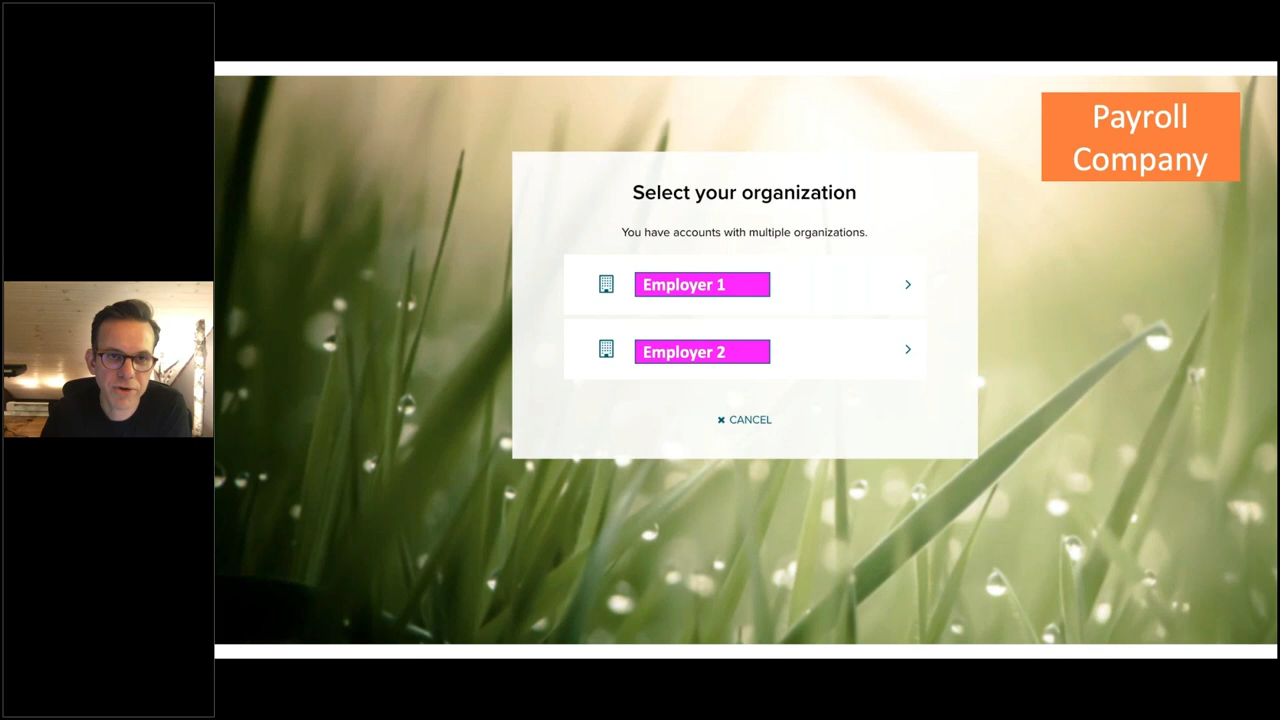 Payroll
Company
Select your organization
You have accounts with multiple organizations.
Employer 1
Employer 2
✖ CANCEL